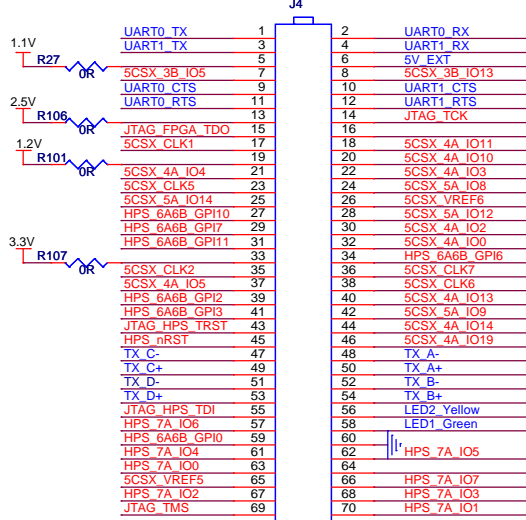 J4
UART0_TX 1 2 UART0_RX
1.1V UART1_TX 3 4 UART1_RX
R27 5 6 5V_EXT
0R 5CSX_3B_IO5 7 8 5CSX_3B_IO13
UART0_CTS 9 10 UART1_CTS
2.5V UART0_RTS 11 12 UART1_RTS
R106 13 14 JTAG_TCK
0R JTAG_FPGA_TDO 15 16
1.2V 5CSX_CLK1 17 18 5CSX_4A_IO11
R101 19 20 5CSX_4A_IO10
0R 5CSX_4A_IO4 21 22 5CSX_4A_IO3
5CSX_CLK5 23 24 5CSX_5A_IO8
5CSX_5A_IO14 25 26 5CSX_VREF6
HPS_6A6B_GPI10 27 28 5CSX_5A_IO12
HPS_6A6B_GPI7 29 30 5CSX_4A_IO2
3.3V HPS_6A6B_GPI11 31 32 5CSX_4A_IO0
R107 33 34 HPS_6A6B_GPI6
0R 5CSX_CLK2 35 36 5CSX_CLK7
5CSX_4A_IO5 37 38 5CSX_CLK6
HPS_6A6B_GPI2 39 40 5CSX_4A_IO13
HPS_6A6B_GPI3 41 42 5CSX_5A_IO9
JTAG_HPS_TRST 43 44 5CSX_4A_IO14
HPS_nRST 45 46 5CSX_4A_IO19
TX_C- 47 48 TX_A-
TX_C+ 49 50 TX_A+
TX_D- 51 52 TX_B-
TX_D+ 53 54 TX_B+
JTAG_HPS_TDI 55 56 LED2_Yellow
HPS_7A_IO6 57 58 LED1_Green
HPS_6A6B_GPI0 59 60
HPS_7A_IO4 61 62 HPS_7A_IO5
HPS_7A_IO0 63 64
5CSX_VREF5 65 66 HPS_7A_IO7
HPS_7A_IO2 67 68 HPS_7A_IO3
JTAG_TMS 69 70 HPS_7A_IO1